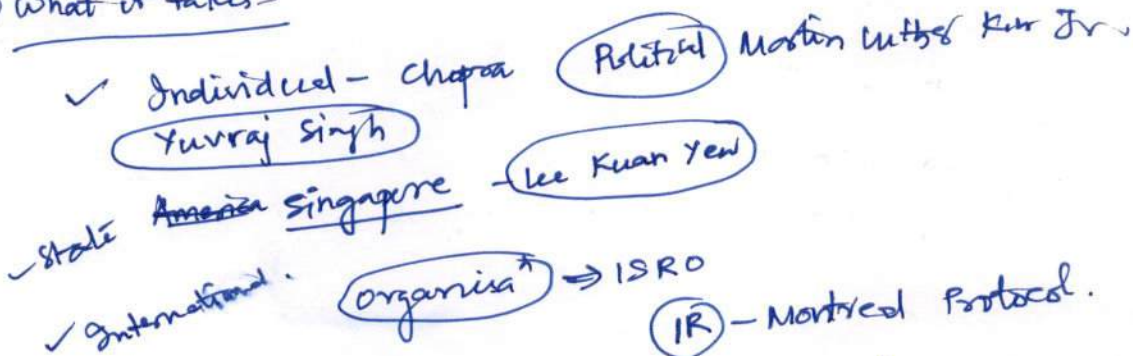 What it takes
✓ Individual - Chopra Political Martin Luther King Jr.
Yuvraj Singh
✓ State America Singapore - Lee Kuan Yew
✓ International. Organisaⁿ ⇒ ISRO
IR - Montreal Protocol.